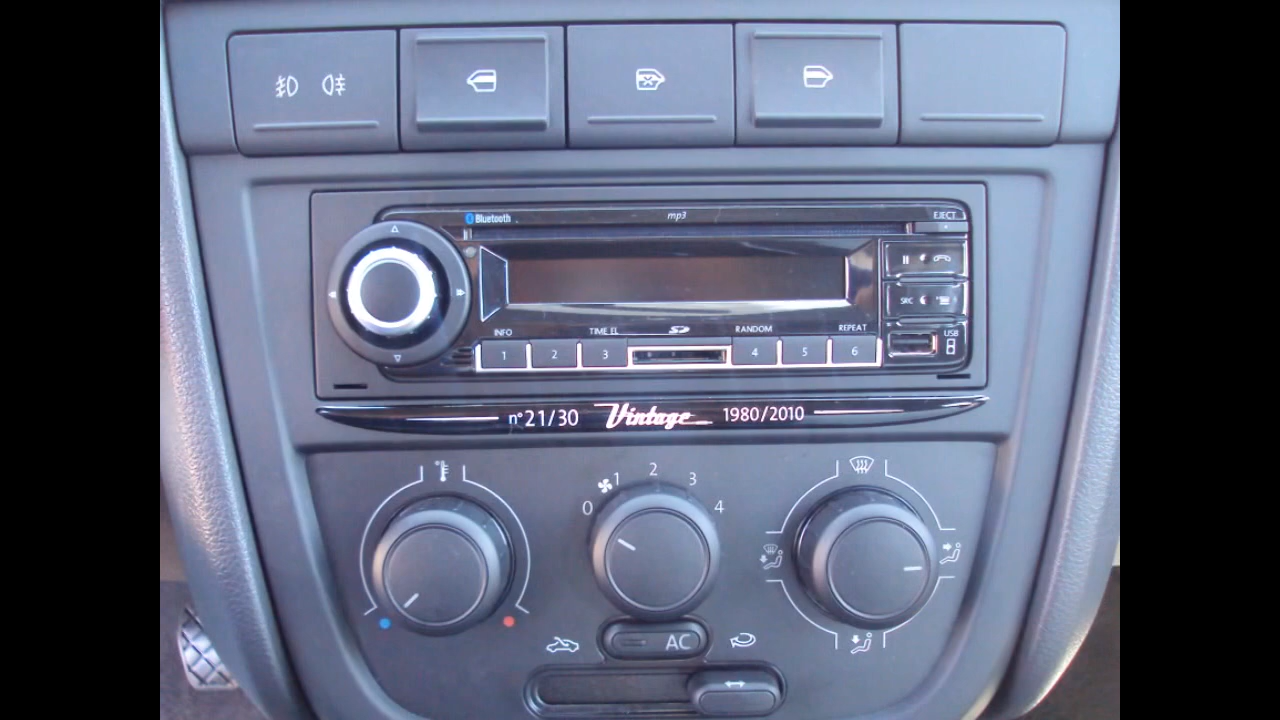 Bluetooth mp3 EJECT
SRC
INFO TIME EL SD RANDOM REPEAT USB
1 2 3 4 5 6
n°21/30 Vintage 1980/2010
0 1 2 3 4
AC